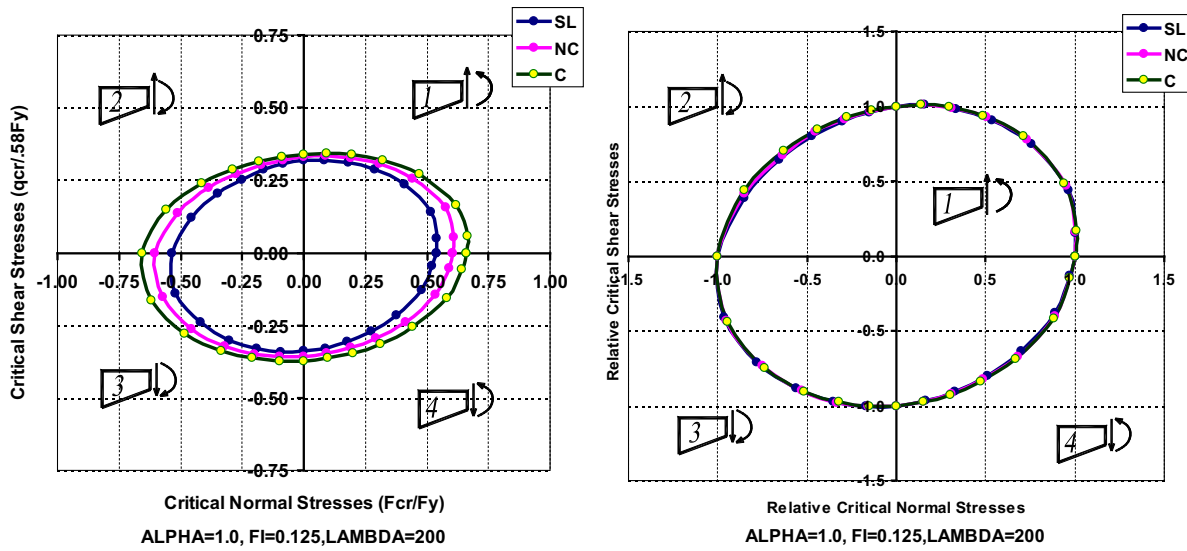 SL
NC
C
Critical Shear Stresses (qcr/.58Fy)
0.75
0.50
0.25
0.00
-0.25
-0.50
-0.75
-1.00 -0.75 -0.50 -0.25 0.00 0.25 0.50 0.75 1.00
2
1
3
4
Critical Normal Stresses (Fcr/Fy)
ALPHA=1.0, FI=0.125,LAMBDA=200
SL
NC
C
Relative Critical Shear Stresses
1.5
1.0
0.5
0.0
-0.5
-1.0
-1.5
-1.5 -1.0 -0.5 0.0 0.5 1.0 1.5
2
1
3
4
Relative Critical Normal Stresses
ALPHA=1.0, FI=0.125,LAMBDA=200